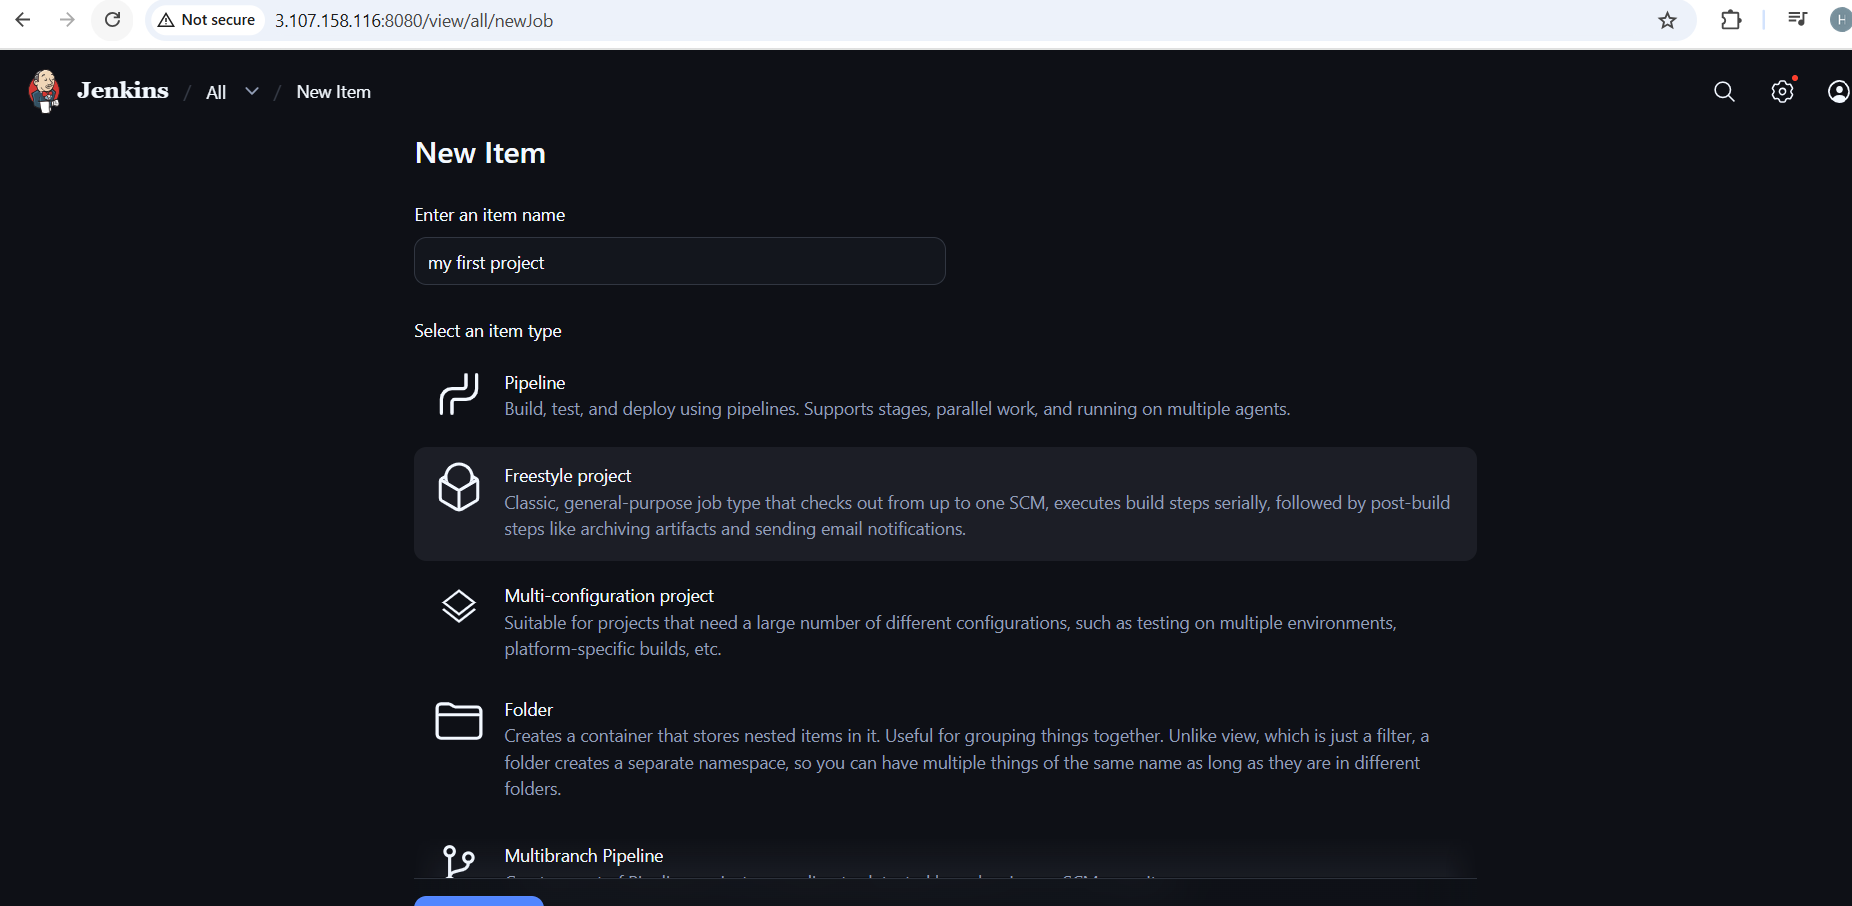 Not secure 3.107.158.116:8080/view/all/newJob
H
Jenkins / All / New Item
New Item
Enter an item name
my first project
Select an item type
Pipeline
Build, test, and deploy using pipelines. Supports stages, parallel work, and running on multiple agents.
Freestyle project
Classic, general-purpose job type that checks out from up to one SCM, executes build steps serially, followed by post-build
steps like archiving artifacts and sending email notifications.
Multi-configuration project
Suitable for projects that need a large number of different configurations, such as testing on multiple environments,
platform-specific builds, etc.
Folder
Creates a container that stores nested items in it. Useful for grouping things together. Unlike view, which is just a filter, a
folder creates a separate namespace, so you can have multiple things of the same name as long as they are in different
folders.
Multibranch Pipeline